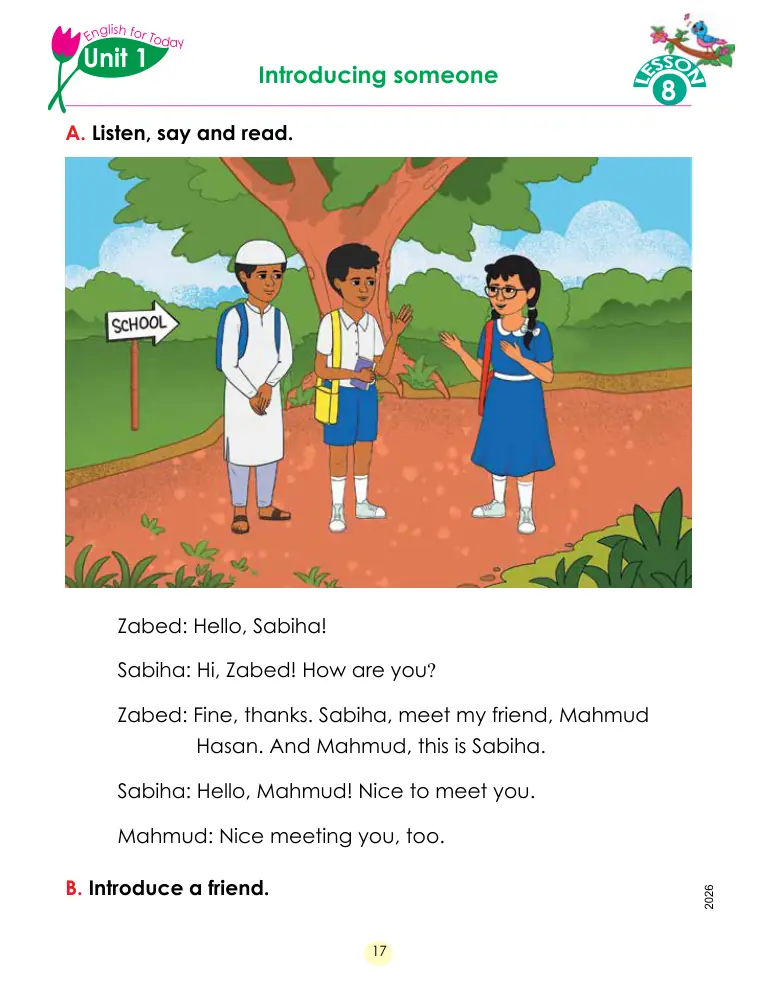 English for Today
Unit 1
Introducing someone
LESSON
8
A. Listen, say and read.
SCHOOL
Zabed: Hello, Sabiha!
Sabiha: Hi, Zabed! How are you?
Zabed: Fine, thanks. Sabiha, meet my friend, Mahmud
Hasan. And Mahmud, this is Sabiha.
Sabiha: Hello, Mahmud! Nice to meet you.
Mahmud: Nice meeting you, too.
B. Introduce a friend.
2026
17